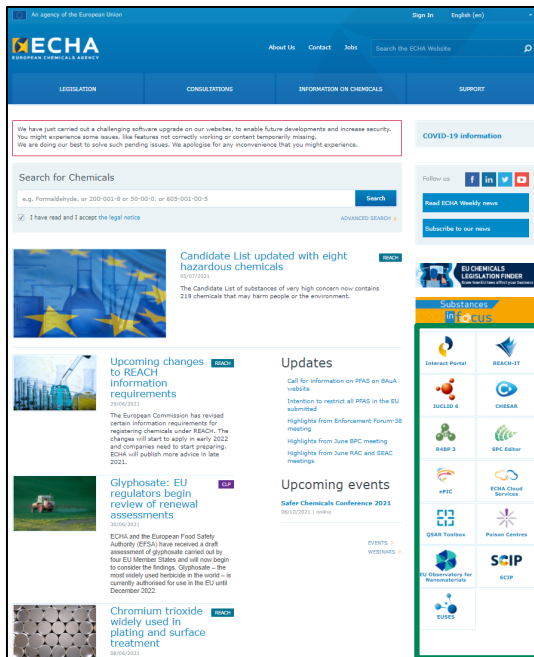 An agency of the European Union
Sign In English (en)
ECHA
EUROPEAN CHEMICALS AGENCY
About Us Contact Jobs Search the ECHA Website
LEGISLATION CONSULTATIONS INFORMATION ON CHEMICALS SUPPORT
We have just carried out a challenging software upgrade on our websites, to enable future developments and increase security.
You might experience some issues, like features not correctly working or content temporarily missing.
We are doing our best to solve such pending issues. We apologise for any inconvenience that you might experience.
COVID-19 information
Search for Chemicals
e.g. Formaldehyde, or 200-001-8 or 50-00-0, or 605-001-00-5
Search
I have read and I accept the legal notice
ADVANCED SEARCH >
Follow us
Read ECHA Weekly news
Subscribe to our news
Candidate List updated with eight
hazardous chemicals
REACH
05/07/2021
The Candidate List of substances of very high concern now contains
219 chemicals that may harm people or the environment.
EU CHEMICALS
LEGISLATION FINDER
Know how EU laws affect your business
Substances
in focus
Upcoming changes
to REACH
information
requirements
REACH
29/06/2021
The European Commission has revised
certain information requirements for
registering chemicals under REACH. The
changes will start to apply in early 2022
and companies need to start preparing.
ECHA will publish more advice in late
2021.
Updates
Call for information on PFAS on BAuA
website
Intention to restrict all PFAS in the EU
submitted
Highlights from Enforcement Forum-38
meeting
Highlights from June BPC meeting
Highlights from June RAC and SEAC
meetings
Glyphosate: EU
regulators begin
review of renewal
assessments
CLP
30/06/2021
ECHA and the European Food Safety
Authority (EFSA) have received a draft
assessment of glyphosate carried out by
four EU Member States and will now begin
to consider the findings. Glyphosate – the
most widely used herbicide in the world – is
currently authorised for use in the EU until
December 2022.
Upcoming events
Safer Chemicals Conference 2021
06/10/2021 | online
EVENTS >
WEBINARS >
Chromium trioxide
widely used in
plating and surface
treatment
REACH
08/06/2021
Interact Portal REACH-IT
IUCLID 6 CHESAR
R4BP 3 SPC Editor
ePIC ECHA Cloud
Services
QSAR Toolbox Poison Centres
EU Observatory for
Nanomaterials
SCIP
SCIP
EUSES